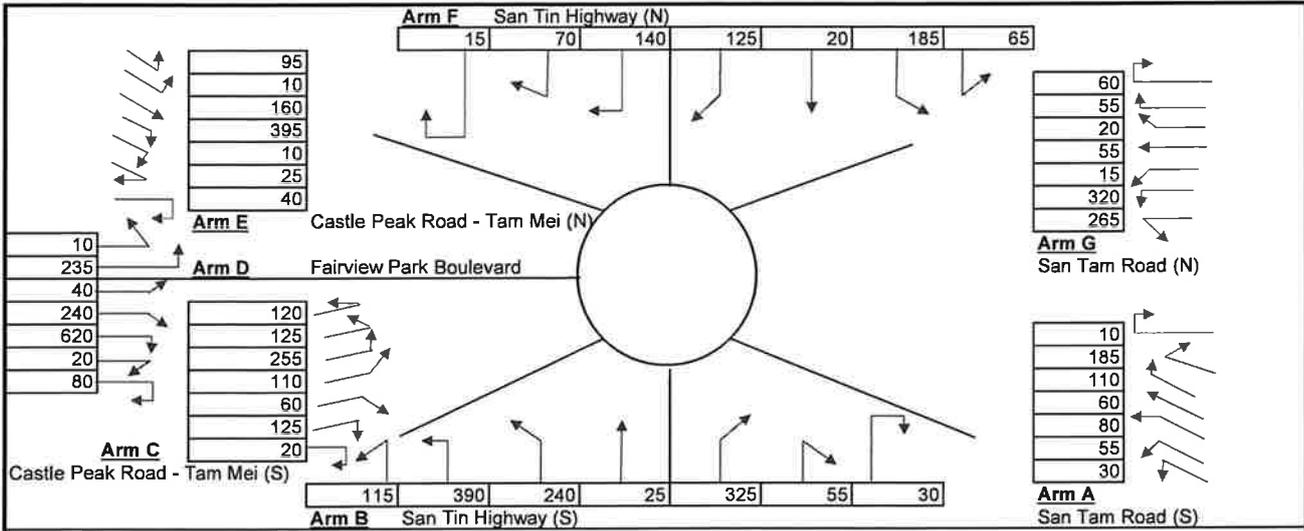 Arm F San Tin Highway (N)
15 70 140 125 20 185 65
95
10
160
395
10
25
40
Arm E Castle Peak Road - Tam Mei (N)
60
55
20
55
15
320
265
Arm G
San Tam Road (N)
10
235
40
240
620
20
80
Arm D Fairview Park Boulevard
120
125
255
110
60
125
20
Arm C
Castle Peak Road - Tam Mei (S)
10
185
110
60
80
55
30
Arm A
San Tam Road (S)
115 390 240 25 325 55 30
Arm B San Tin Highway (S)